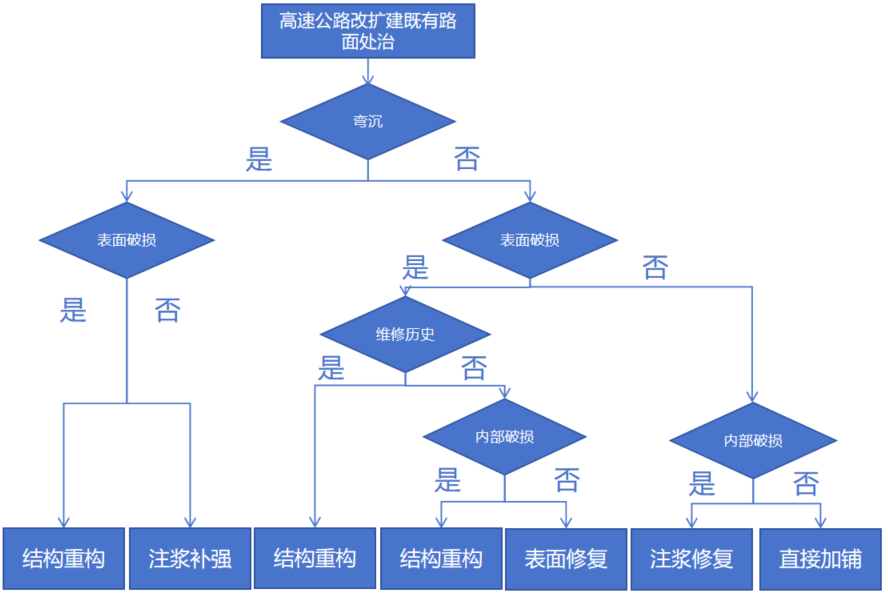 高速公路改扩建既有路
面处治
弯沉
是
否
表面破损
表面破损
是
否
是
否
维修历史
是
否
内部破损
内部破损
是
否
是
否
结构重构
注浆补强
结构重构
结构重构
表面修复
注浆修复
直接加铺